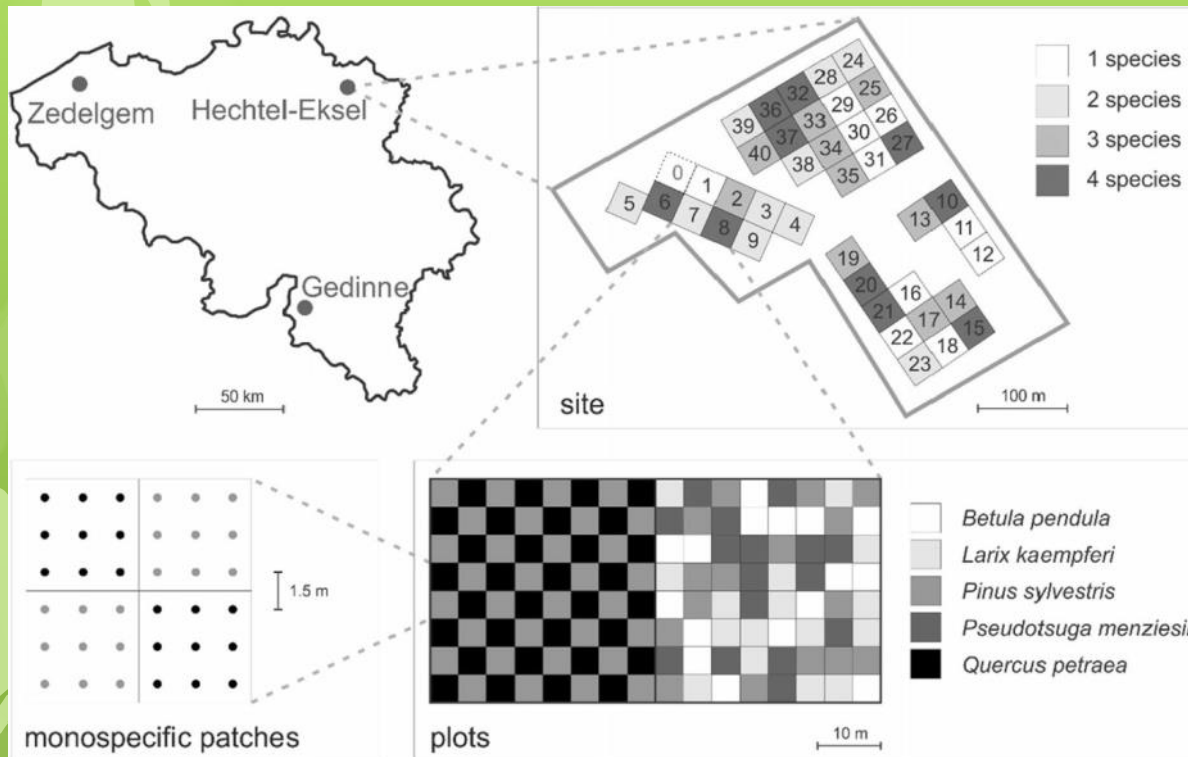 Zedelgem
Hechtel-Eksel
Gedinne
50 km
24
28
25
32
29
26
36
33
30
27
39
37
34
31
40
38
35
0
1
2
3
4
5
6
7
8
9
10
13
11
12
19
20
16
21
17
14
22
18
15
23
site
100 m
1 species
2 species
3 species
4 species
1.5 m
monospecific patches
plots
10 m
Betula pendula
Larix kaempferi
Pinus sylvestris
Pseudotsuga menziesii
Quercus petraea